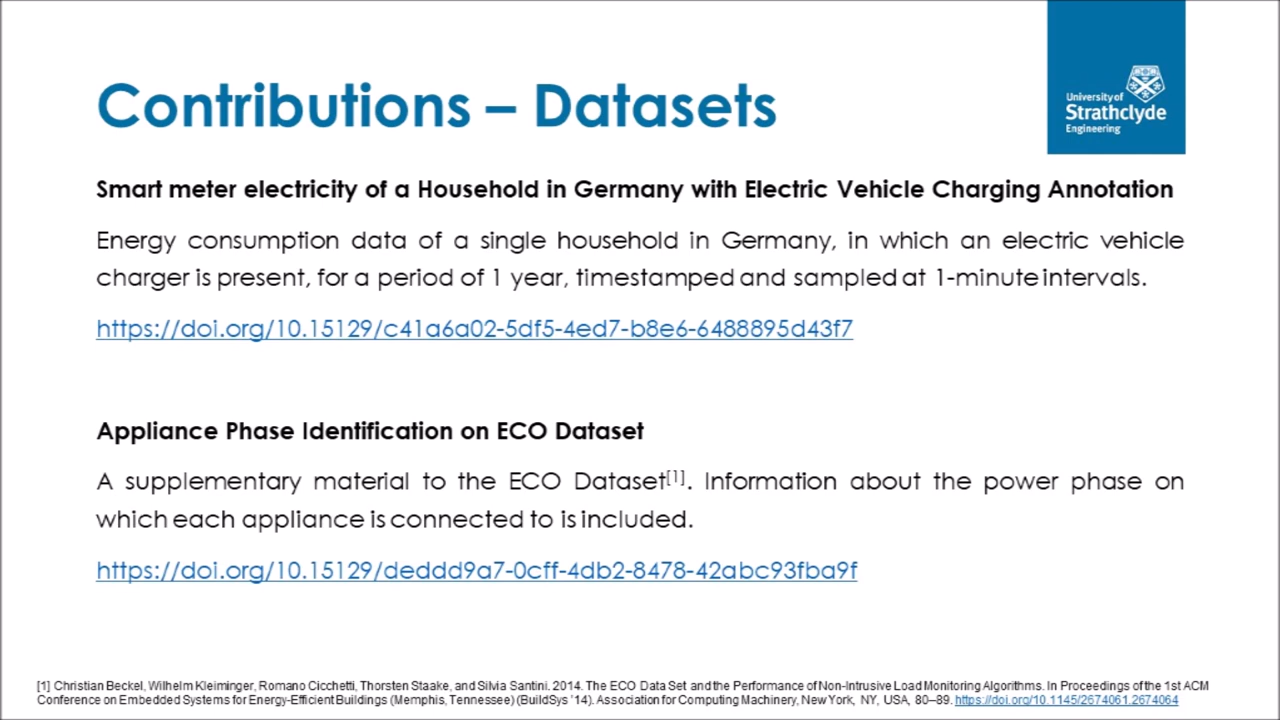 University of
Strathclyde
Engineering
Contributions – Datasets
Smart meter electricity of a Household in Germany with Electric Vehicle Charging Annotation
Energy consumption data of a single household in Germany, in which an electric vehicle
charger is present, for a period of 1 year, timestamped and sampled at 1-minute intervals.
https://doi.org/10.15129/c41a6a02-5df5-4ed7-b8e6-6488895d43f7
Appliance Phase Identification on ECO Dataset
A supplementary material to the ECO Dataset[1]. Information about the power phase on
which each appliance is connected to is included.
https://doi.org/10.15129/deddd9a7-0cff-4db2-8478-42abc93fba9f
[1] Christian Beckel, Wilhelm Kleiminger, Romano Cicchetti, Thorsten Staake, and Silvia Santini. 2014. The ECO Data Set and the Performance of Non-Intrusive Load Monitoring Algorithms. In Proceedings of the 1st ACM
Conference on Embedded Systems for Energy-Efficient Buildings (Memphis, Tennessee) (BuildSys '14). Association for Computing Machinery, New York, NY, USA, 80–89. https://doi.org/10.1145/2674061.2674064